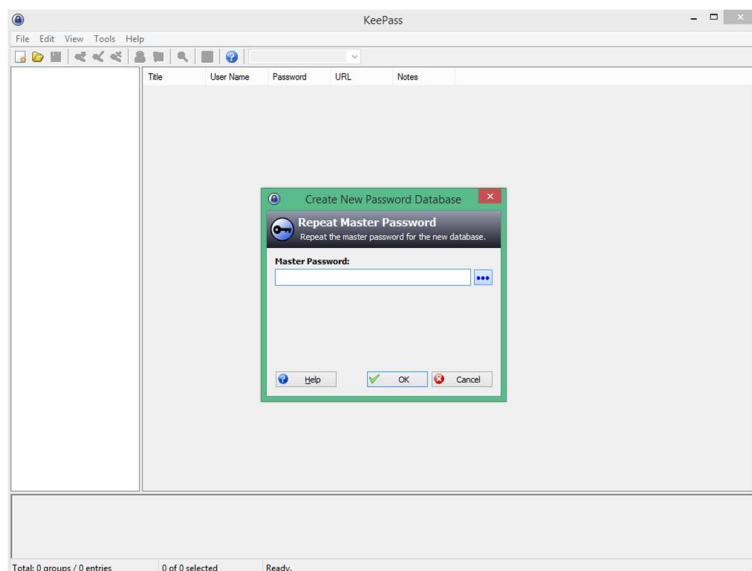 KeePass
File Edit View Tools Help
Title User Name Password URL Notes
Create New Password Database
Repeat Master Password
Repeat the master password for the new database.
Master Password:
Help OK Cancel
Total: 0 groups / 0 entries 0 of 0 selected Ready.